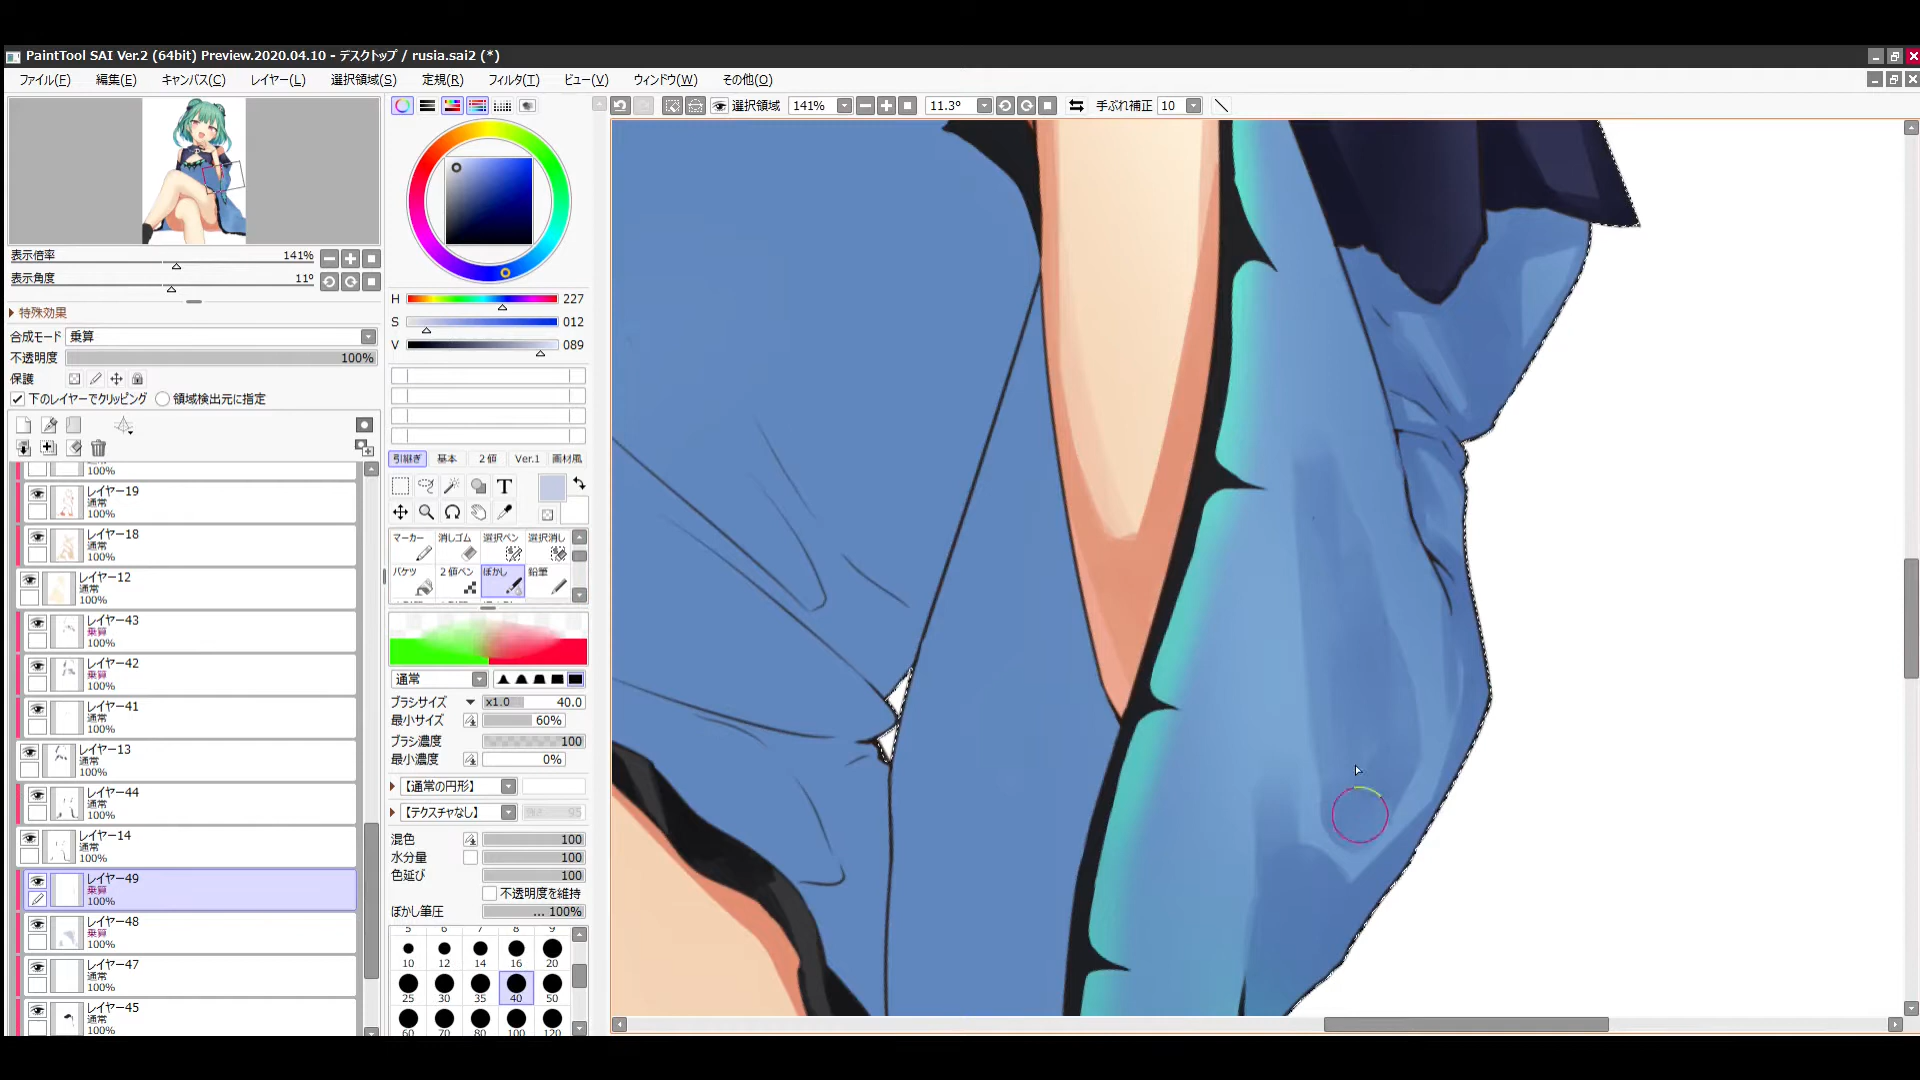 PaintTool SAI Ver.2 (64bit) Preview.2020.04.10 - デスクトップ / rusia.sai2 (*)
ファイル(F) 編集(E) キャンバス(C) レイヤー(L) 選択領域(S) 定規(R) フィルタ(T) ビュー(V) ウィンドウ(W) その他(O)
選択領域 141% 11.3° 手ぶれ補正 10
表示倍率 141%
表示角度 11°
特殊効果
合成モード 乗算
不透明度 100%
保護
下のレイヤーでクリッピング 領域検出元に指定
100%
レイヤー19
通常
100%
レイヤー18
通常
100%
レイヤー12
通常
100%
レイヤー43
乗算
100%
レイヤー42
乗算
100%
レイヤー41
通常
100%
レイヤー13
通常
100%
レイヤー44
通常
100%
レイヤー14
通常
100%
レイヤー49
乗算
100%
レイヤー48
乗算
100%
レイヤー47
通常
100%
レイヤー45
通常
100%
H 227
S 012
V 089
引継ぎ 基本 2値 Ver.1 画材風
T
マーカー 消しゴム 選択ペン 選択消し
バケツ 2値ペン ぼかし 鉛筆
通常
ブラシサイズ x1.0 40.0
最小サイズ 60%
ブラシ濃度 100
最小濃度 0%
【通常の円形】
【テクスチャなし】 95
混色 100
水分量 100
色延び 100
不透明度を維持
ぼかし筆圧 ... 100%
5 6 7 8 9
10 12 14 16 20
25 30 35 40 50
60 70 80 100 120